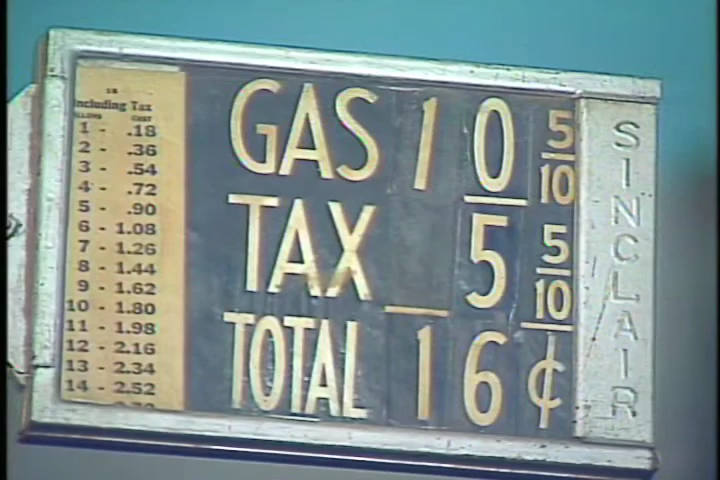 18
Including Tax
COST
1 - .18
2 - .36
3 - .54
4 - .72
5 - .90
6 - 1.08
7 - 1.26
8 - 1.44
9 - 1.62
10 - 1.80
11 - 1.98
12 - 2.16
13 - 2.34
14 - 2.52
GAS 10 5/10
TAX 5 5/10
TOTAL 16 ¢
SINCLAIR